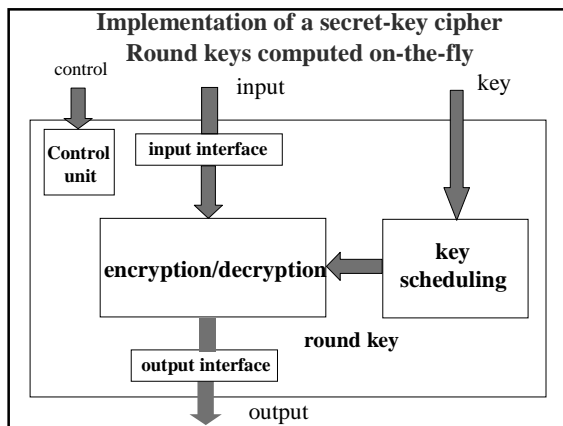 Implementation of a secret-key cipher
Round keys computed on-the-fly
control
input
key
Control
unit
input interface
encryption/decryption
key
scheduling
round key
output interface
output